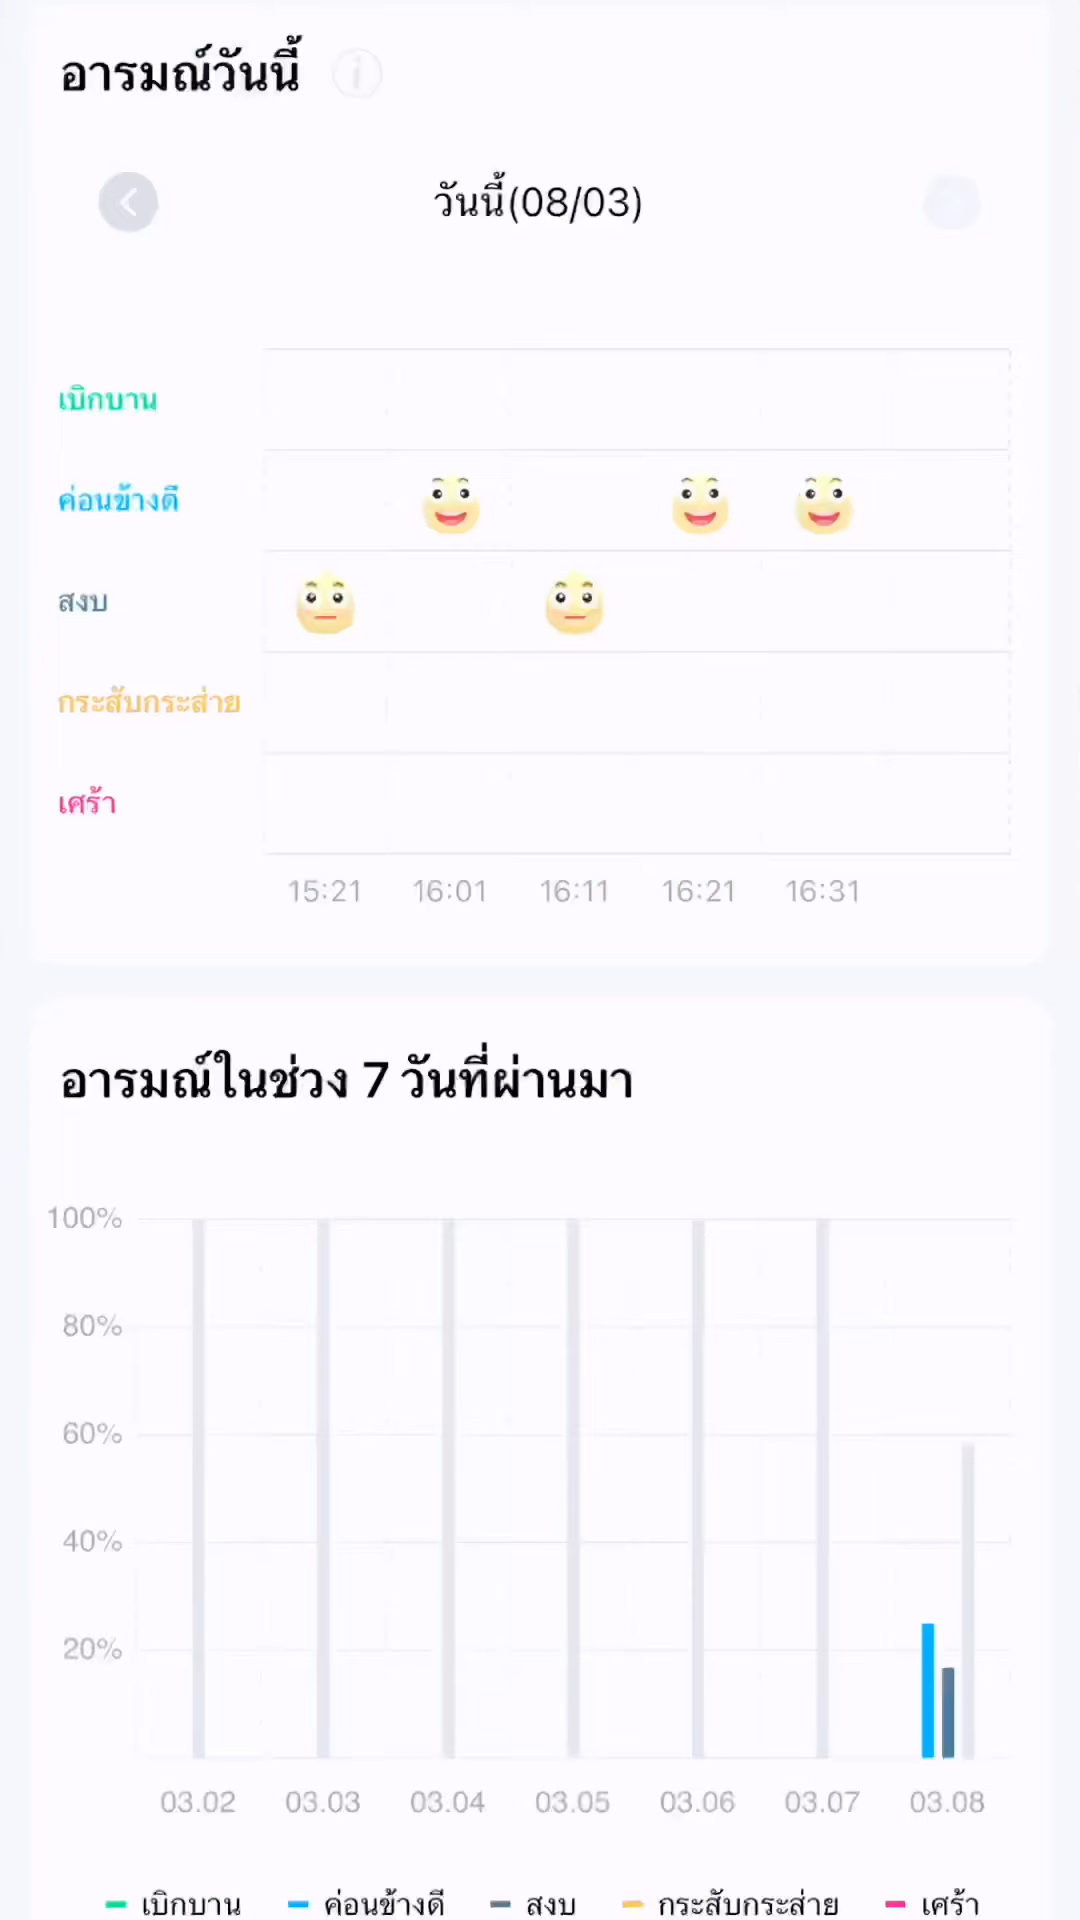 อารมณ์วันนี้
วันนี้(08/03)
เบิกบาน
ค่อนข้างดี
สงบ
กระสับกระส่าย
เศร้า
15:21 16:01 16:11 16:21 16:31
อารมณ์ในช่วง 7 วันที่ผ่านมา
100%
80%
60%
40%
20%
03.02 03.03 03.04 03.05 03.06 03.07 03.08
เบิกบาน ค่อนข้างดี สงบ กระสับกระส่าย เศร้า